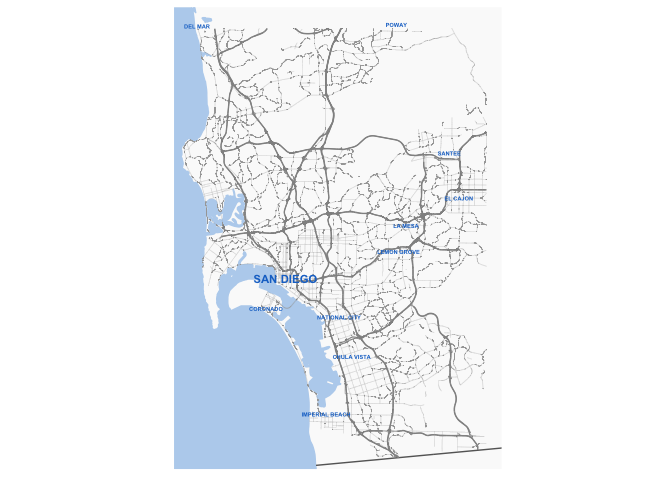 POWAY
DEL MAR
SANTEE
EL CAJON
LA MESA
LEMON GROVE
SAN DIEGO
CORONADO
NATIONAL CITY
CHULA VISTA
IMPERIAL BEACH